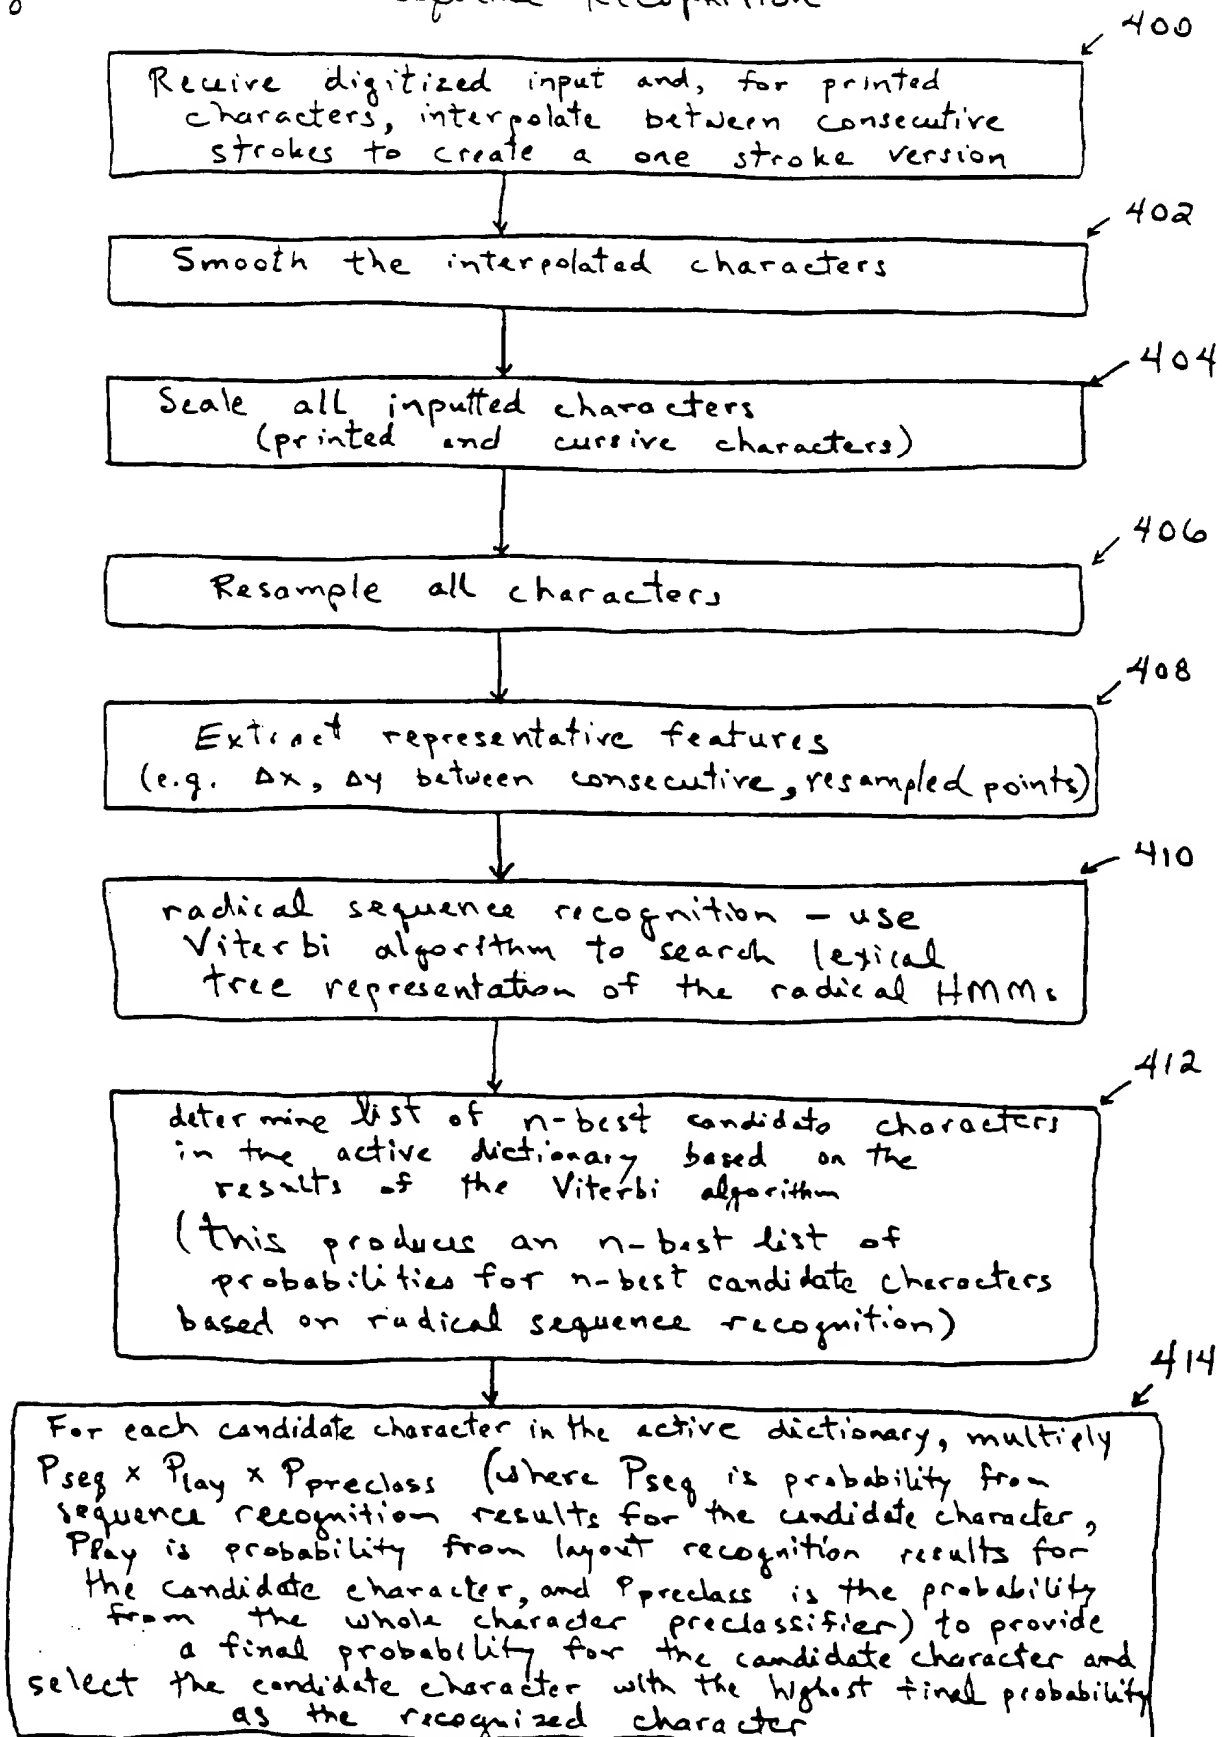 Sequence Recognition
400
Receive digitized input and, for printed
characters, interpolate between consecutive
strokes to create a one stroke version
402
Smooth the interpolated characters
404
Scale all inputted characters
(printed and cursive characters)
406
Resample all characters
408
Extract representative features
(e.g. Δx, Δy between consecutive, resampled points)
410
radical sequence recognition - use
Viterbi algorithm to search lexical
tree representation of the radical HMMs
412
determine list of n-best candidate characters
in the active dictionary based on the
results of the Viterbi algorithm
(this produces an n-best list of
probabilities for n-best candidate characters
based on radical sequence recognition)
414
For each candidate character in the active dictionary, multiply
Pseq x Play x Ppreclass (where Pseq is probability from
sequence recognition results for the candidate character,
Play is probability from layout recognition results for
the candidate character, and Ppreclass is the probability
from the whole character preclassifier) to provide
a final probability for the candidate character and
select the candidate character with the highest final probability
as the recognized character